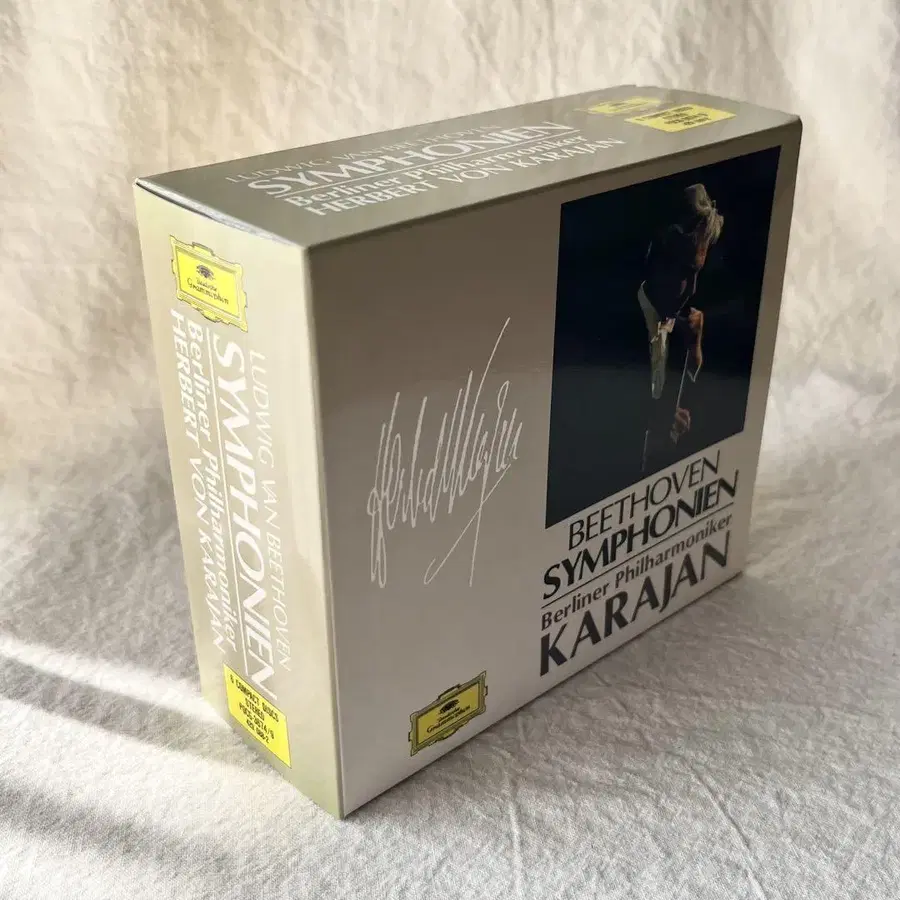 LUDWIG VAN BEETHOVEN
SYMPHONIEN
Berliner Philharmoniker
HERBERT VON KARAJAN
Deutsche
Grammophon
LUDWIG VAN BEETHOVEN
SYMPHONIEN
Berliner Philharmoniker
HERBERT VON KARAJAN
6 COMPACT DISCS
STEREO
BEETHOVEN
SYMPHONIEN
Berliner Philharmoniker
KARAJAN
Deutsche
Grammophon